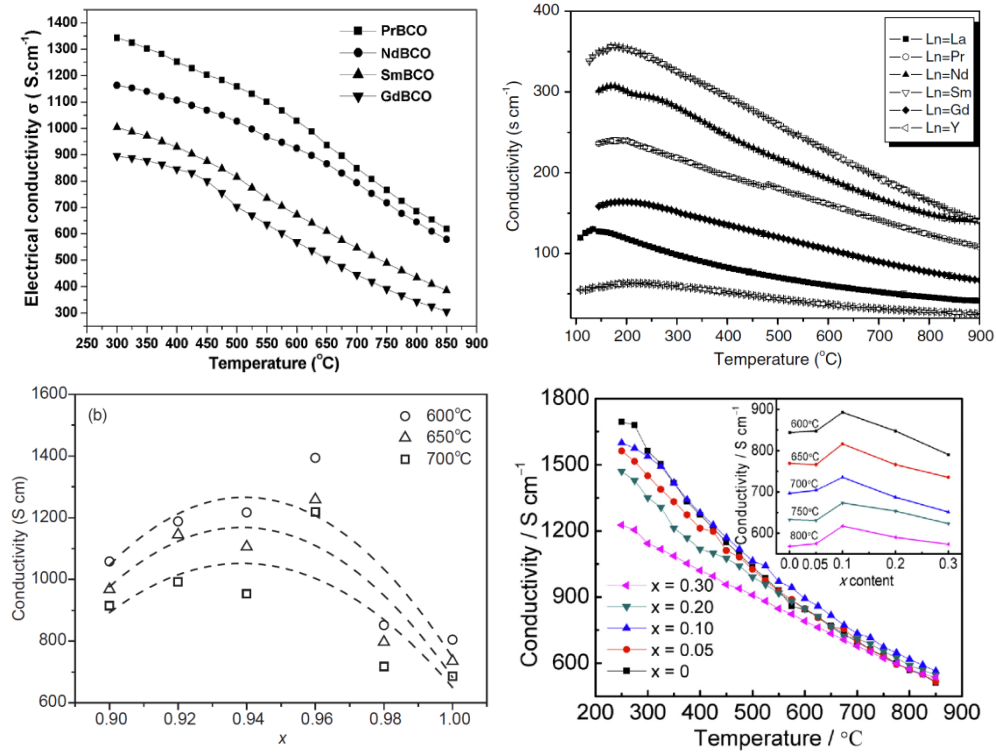 1400
1300
1200
1100
1000
900
800
700
600
500
400
300
Electrical conductivity σ ( S.cm⁻¹)
PrBCO
NdBCO
SmBCO
GdBCO
250 300 350 400 450 500 550 600 650 700 750 800 850 900
Temperature (°C)
400
300
200
100
Conductivity (s cm⁻¹)
Ln=La
Ln=Pr
Ln=Nd
Ln=Sm
Ln=Gd
Ln=Y
100 200 300 400 500 600 700 800 900
Temperature (°C)
(b)
1600
1400
1200
1000
800
600
Conductivity (S cm)
600°C
650°C
700°C
0.90 0.92 0.94 0.96 0.98 1.00
x
1800
1500
1200
900
600
Conductivity / S cm⁻¹
x = 0.30
x = 0.20
x = 0.10
x = 0.05
x = 0
200 300 400 500 600 700 800 900
Temperature / °C
900
800
700
600
Conductivity / S cm⁻¹
600°C
650°C
700°C
750°C
800°C
0.0 0.05 0.1 0.2 0.3
x content